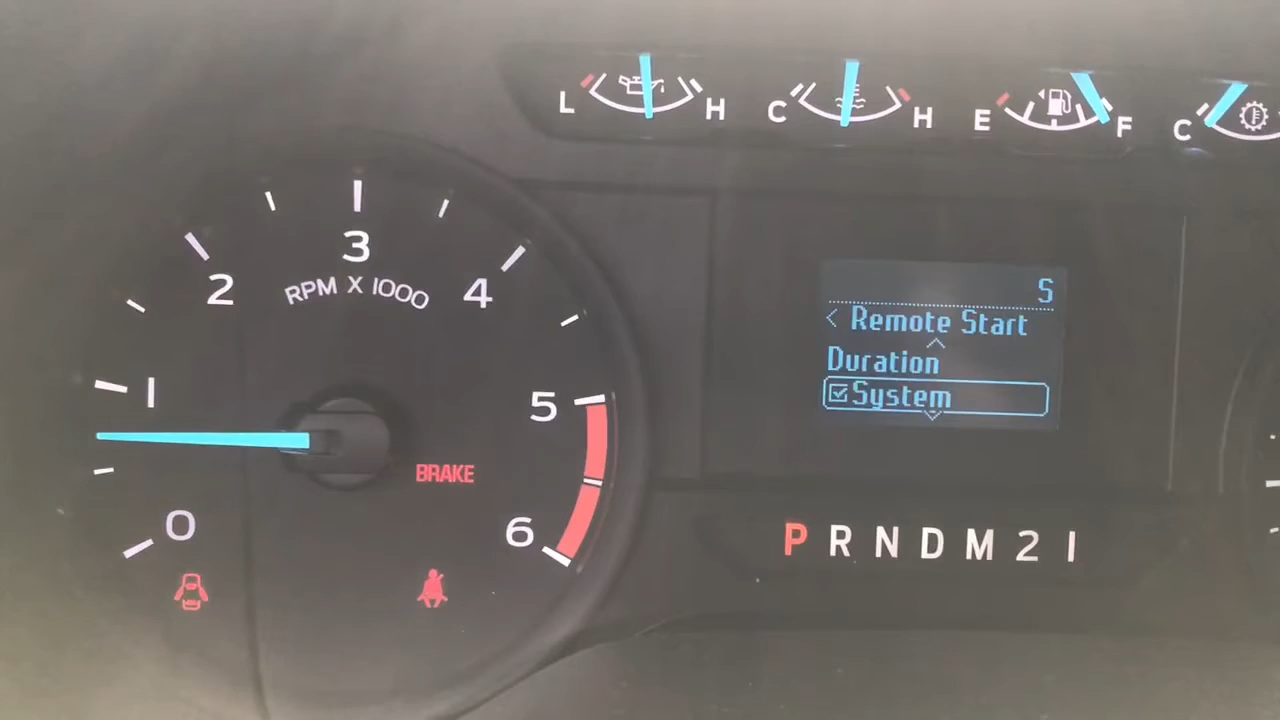 L H C H E F C
1 2 3 4 5 6 0
RPM X 1000
BRAKE
S
< Remote Start
Duration
System
P R N D M 2 1